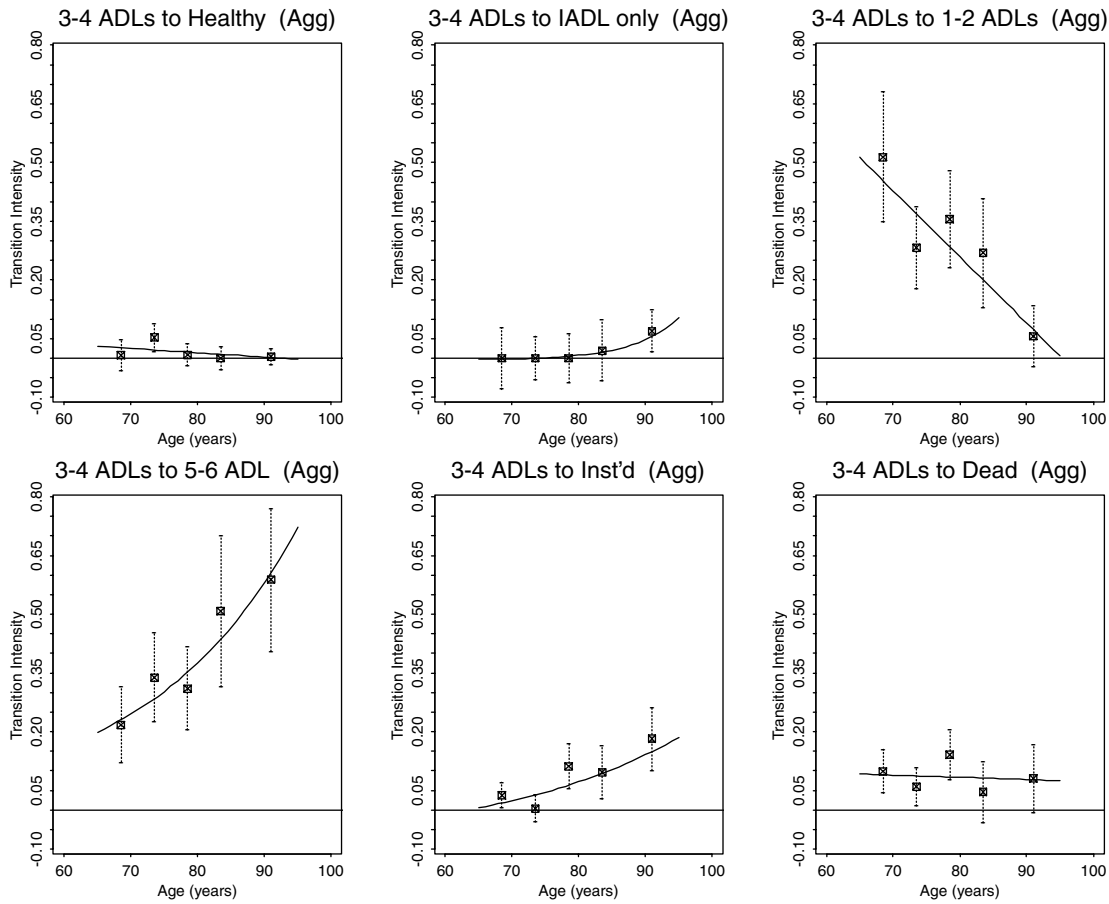 3-4 ADLs to Healthy (Agg)
3-4 ADLs to IADL only (Agg)
3-4 ADLs to 1-2 ADLs (Agg)
Transition Intensity
-0.10 0.05 0.20 0.35 0.50 0.65 0.80
60 70 80 90 100
Age (years)
Transition Intensity
-0.10 0.05 0.20 0.35 0.50 0.65 0.80
60 70 80 90 100
Age (years)
Transition Intensity
-0.10 0.05 0.20 0.35 0.50 0.65 0.80
60 70 80 90 100
Age (years)
3-4 ADLs to 5-6 ADL (Agg)
3-4 ADLs to Inst'd (Agg)
3-4 ADLs to Dead (Agg)
Transition Intensity
-0.10 0.05 0.20 0.35 0.50 0.65 0.80
60 70 80 90 100
Age (years)
Transition Intensity
-0.10 0.05 0.20 0.35 0.50 0.65 0.80
60 70 80 90 100
Age (years)
Transition Intensity
-0.10 0.05 0.20 0.35 0.50 0.65 0.80
60 70 80 90 100
Age (years)